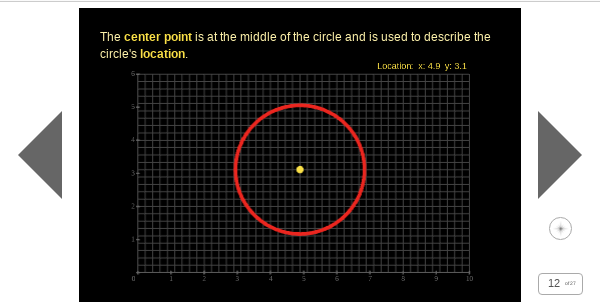 The center point is at the middle of the circle and is used to describe the
circle's location.
Location: x: 4.9 y: 3.1
6
5
4
3
2
1
0 1 2 3 4 5 6 7 8 9 10
12 of 27